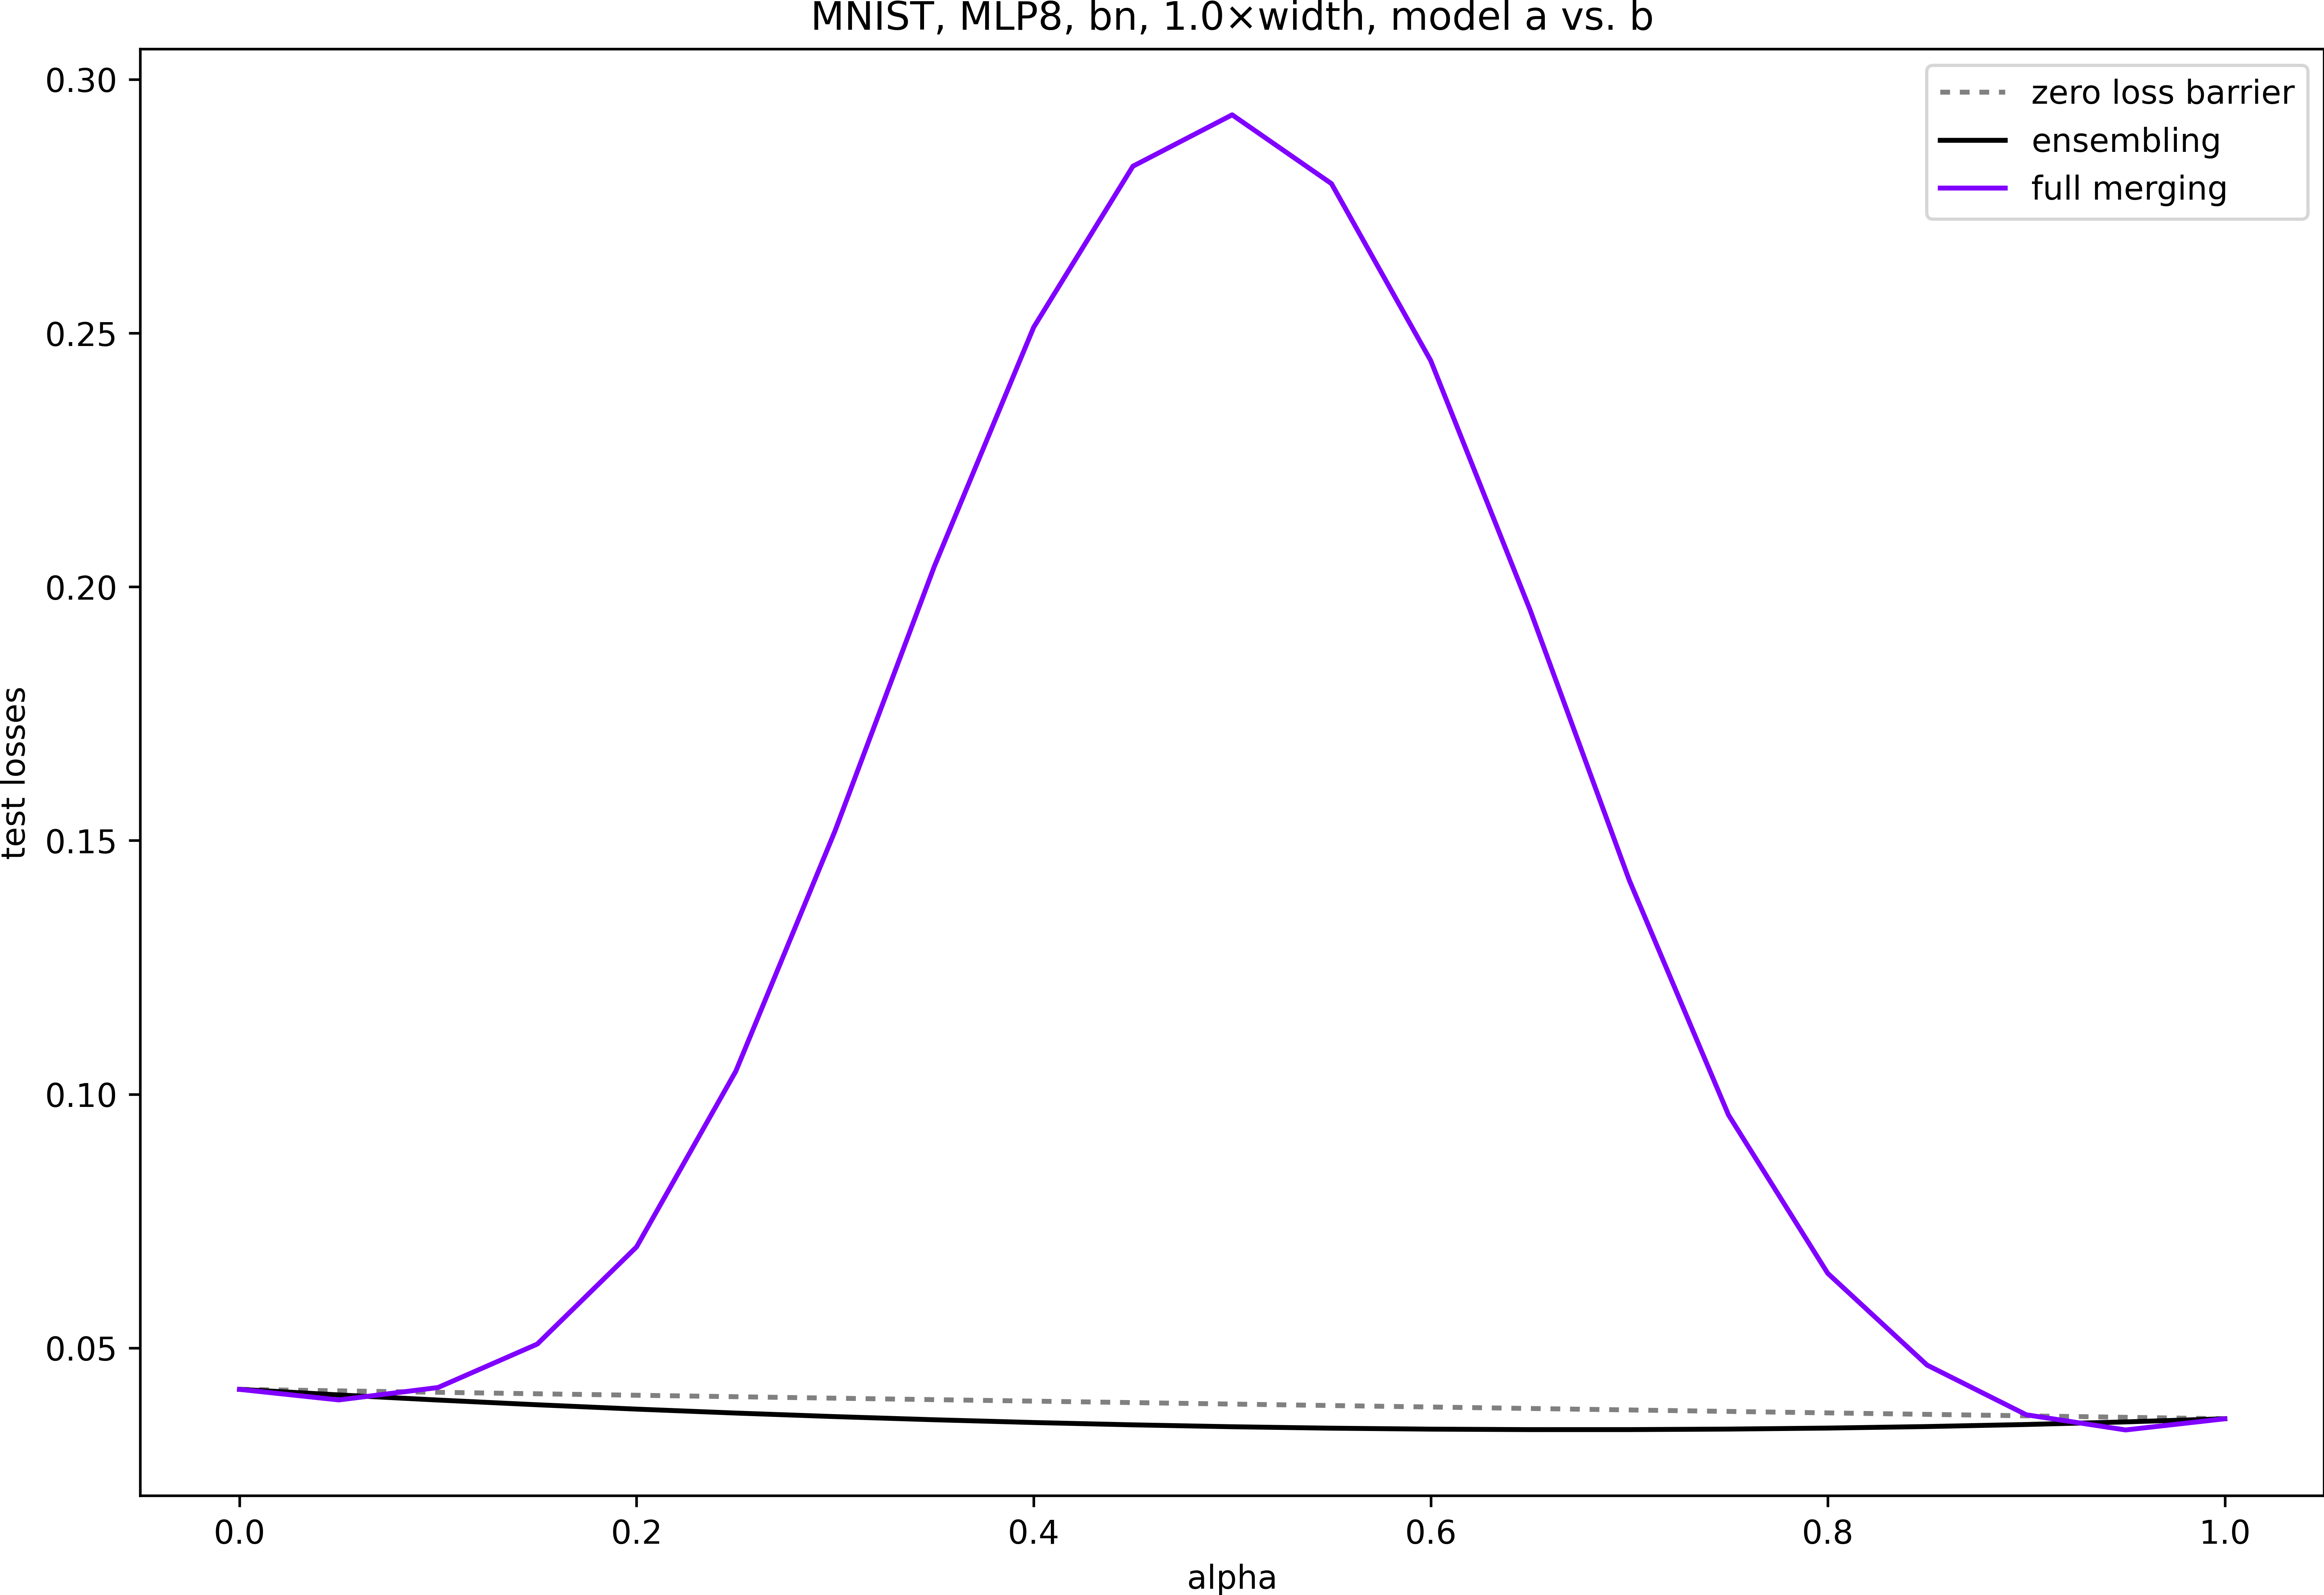 MNIST, MLP8, bn, 1.0×width, model a vs. b
zero loss barrier
ensembling
full merging
0.30
0.25
0.20
0.15
0.10
0.05
test losses
0.0
0.2
0.4
0.6
0.8
1.0
alpha